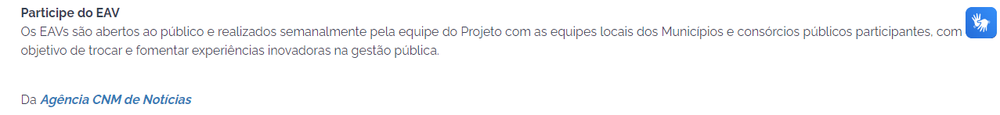 Participe do EAV
Os EAVs são abertos ao público e realizados semanalmente pela equipe do Projeto com as equipes locais dos Municípios e consórcios públicos participantes, com
objetivo de trocar e fomentar experiências inovadoras na gestão pública.
Da Agência CNM de Notícias